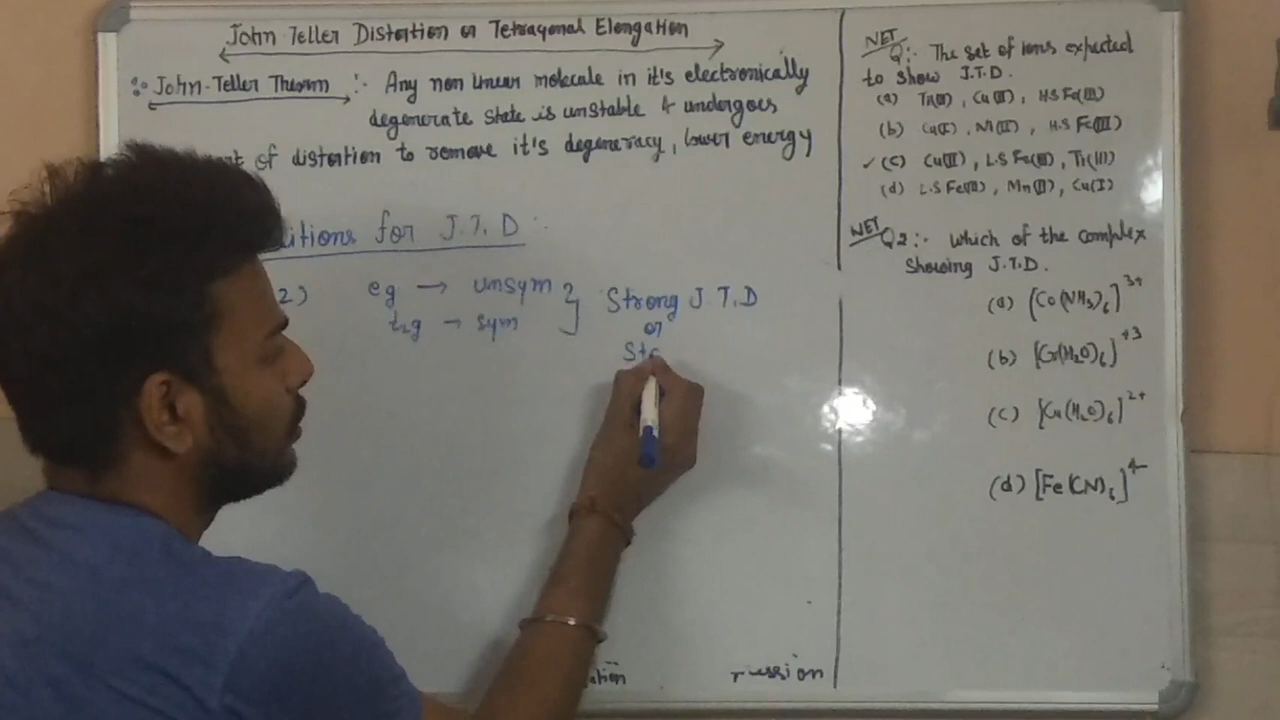 John Teller Distortion or Tetragonal Elongation
John-Teller Theorm :- Any non linear molecule in it's electronically
degenerate state is unstable & undergoes
of distortion to remove it's degeneracy, lower energy
itions for J.T.D :
2) eg → unsym } Strong J.T.D
t2g → sym
or
Sta
ation
NET Q:- The set of ions expected
to show J.T.D.
(a) Ti(III), Cu(II), H.S Fe(III)
(b) Cu(I), Ni(II), H.S Fe(III)
✓ (c) Cu(II), L.S Fe(III), Ti(III)
(d) L.S Fe(II), Mn(II), Cu(I)
NET Q2:- Which of the complex
Showing J.T.D.
(a) [Co(NH3)6]3+
(b) [Cr(H2O)6]+3
(c) [Cu(H2O)6]2+
(d) [Fe(CN)6]4-